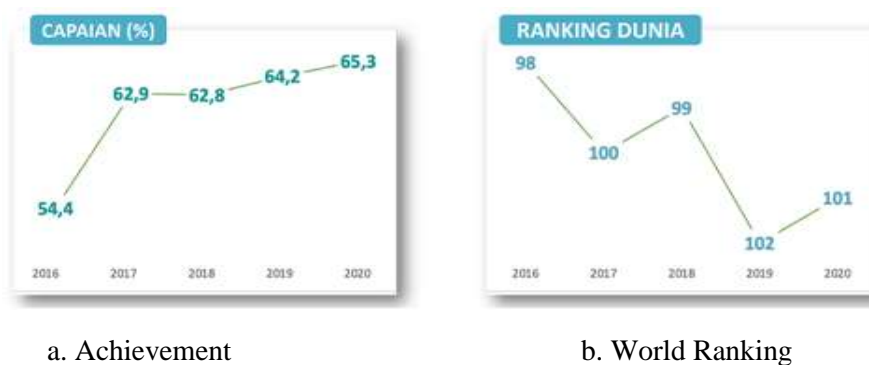 CAPAIAN (%)
54,4
62,9
62,8
64,2
65,3
2016 2017 2018 2019 2020
RANKING DUNIA
98
100
99
102
101
2016 2017 2018 2019 2020
a. Achievement
b. World Ranking